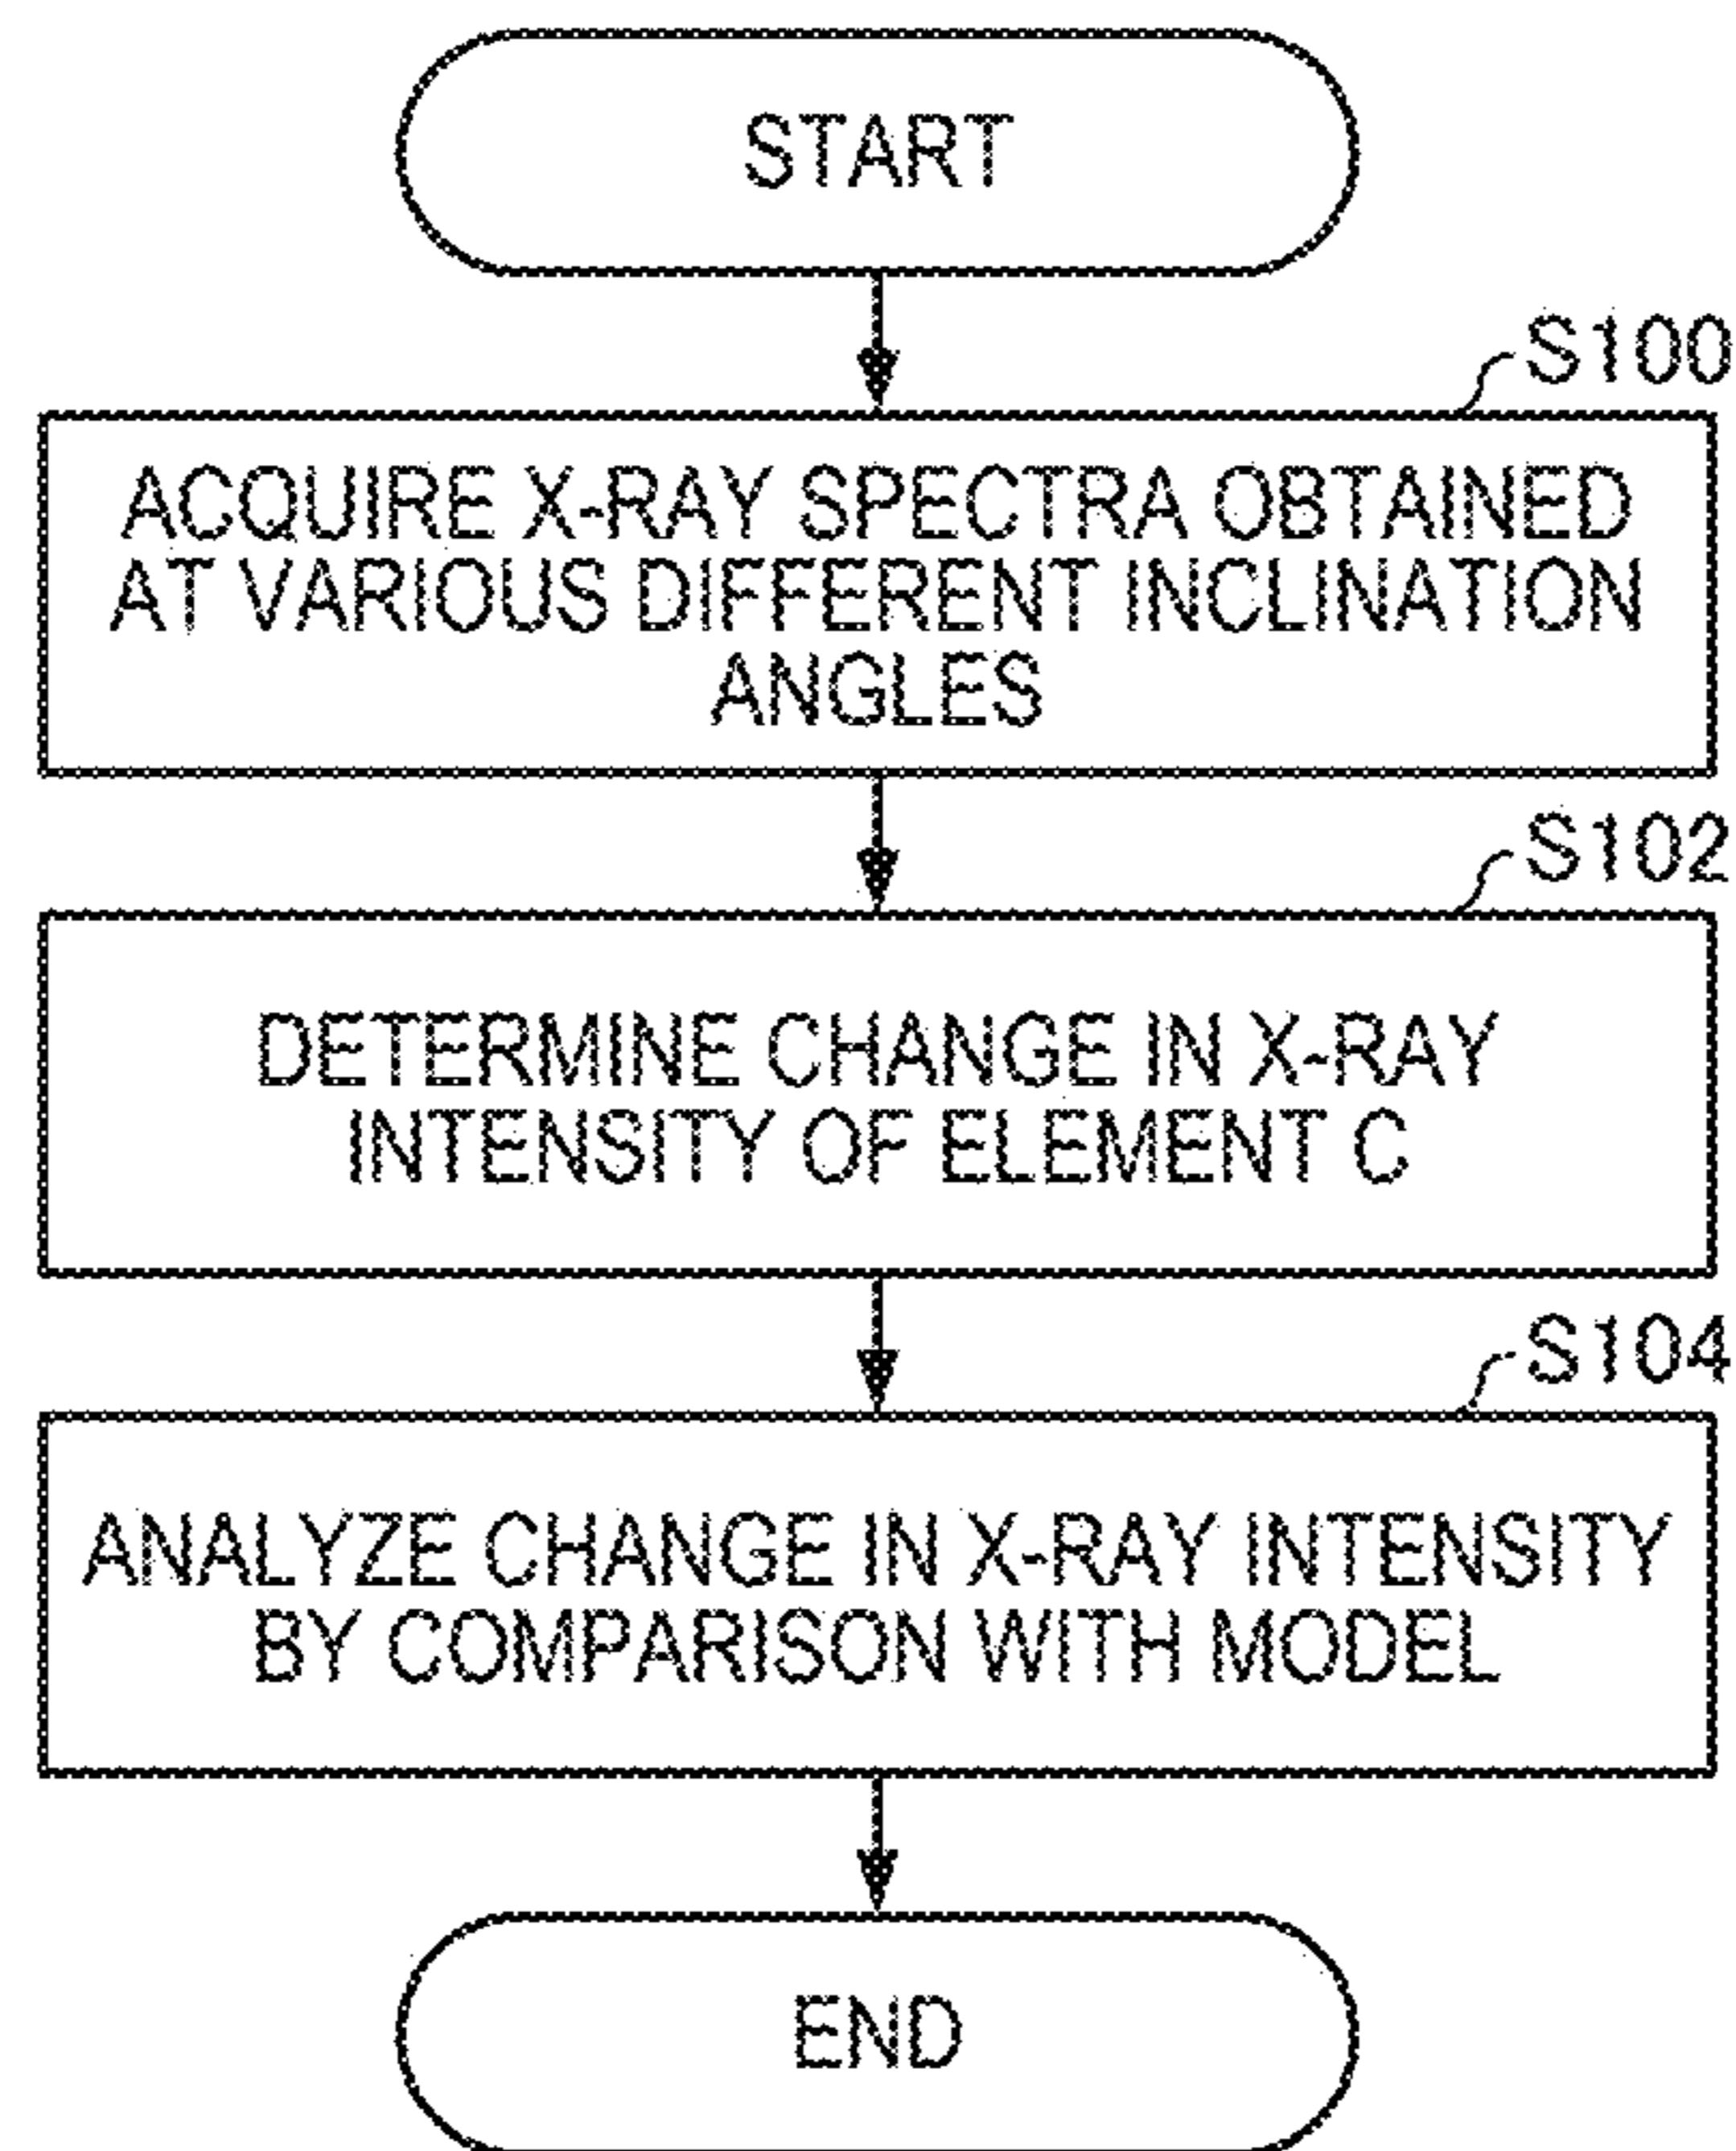 START
S100
ACQUIRE X-RAY SPECTRA OBTAINED
AT VARIOUS DIFFERENT INCLINATION
ANGLES
S102
DETERMINE CHANGE IN X-RAY
INTENSITY OF ELEMENT C
S104
ANALYZE CHANGE IN X-RAY INTENSITY
BY COMPARISON WITH MODEL
END